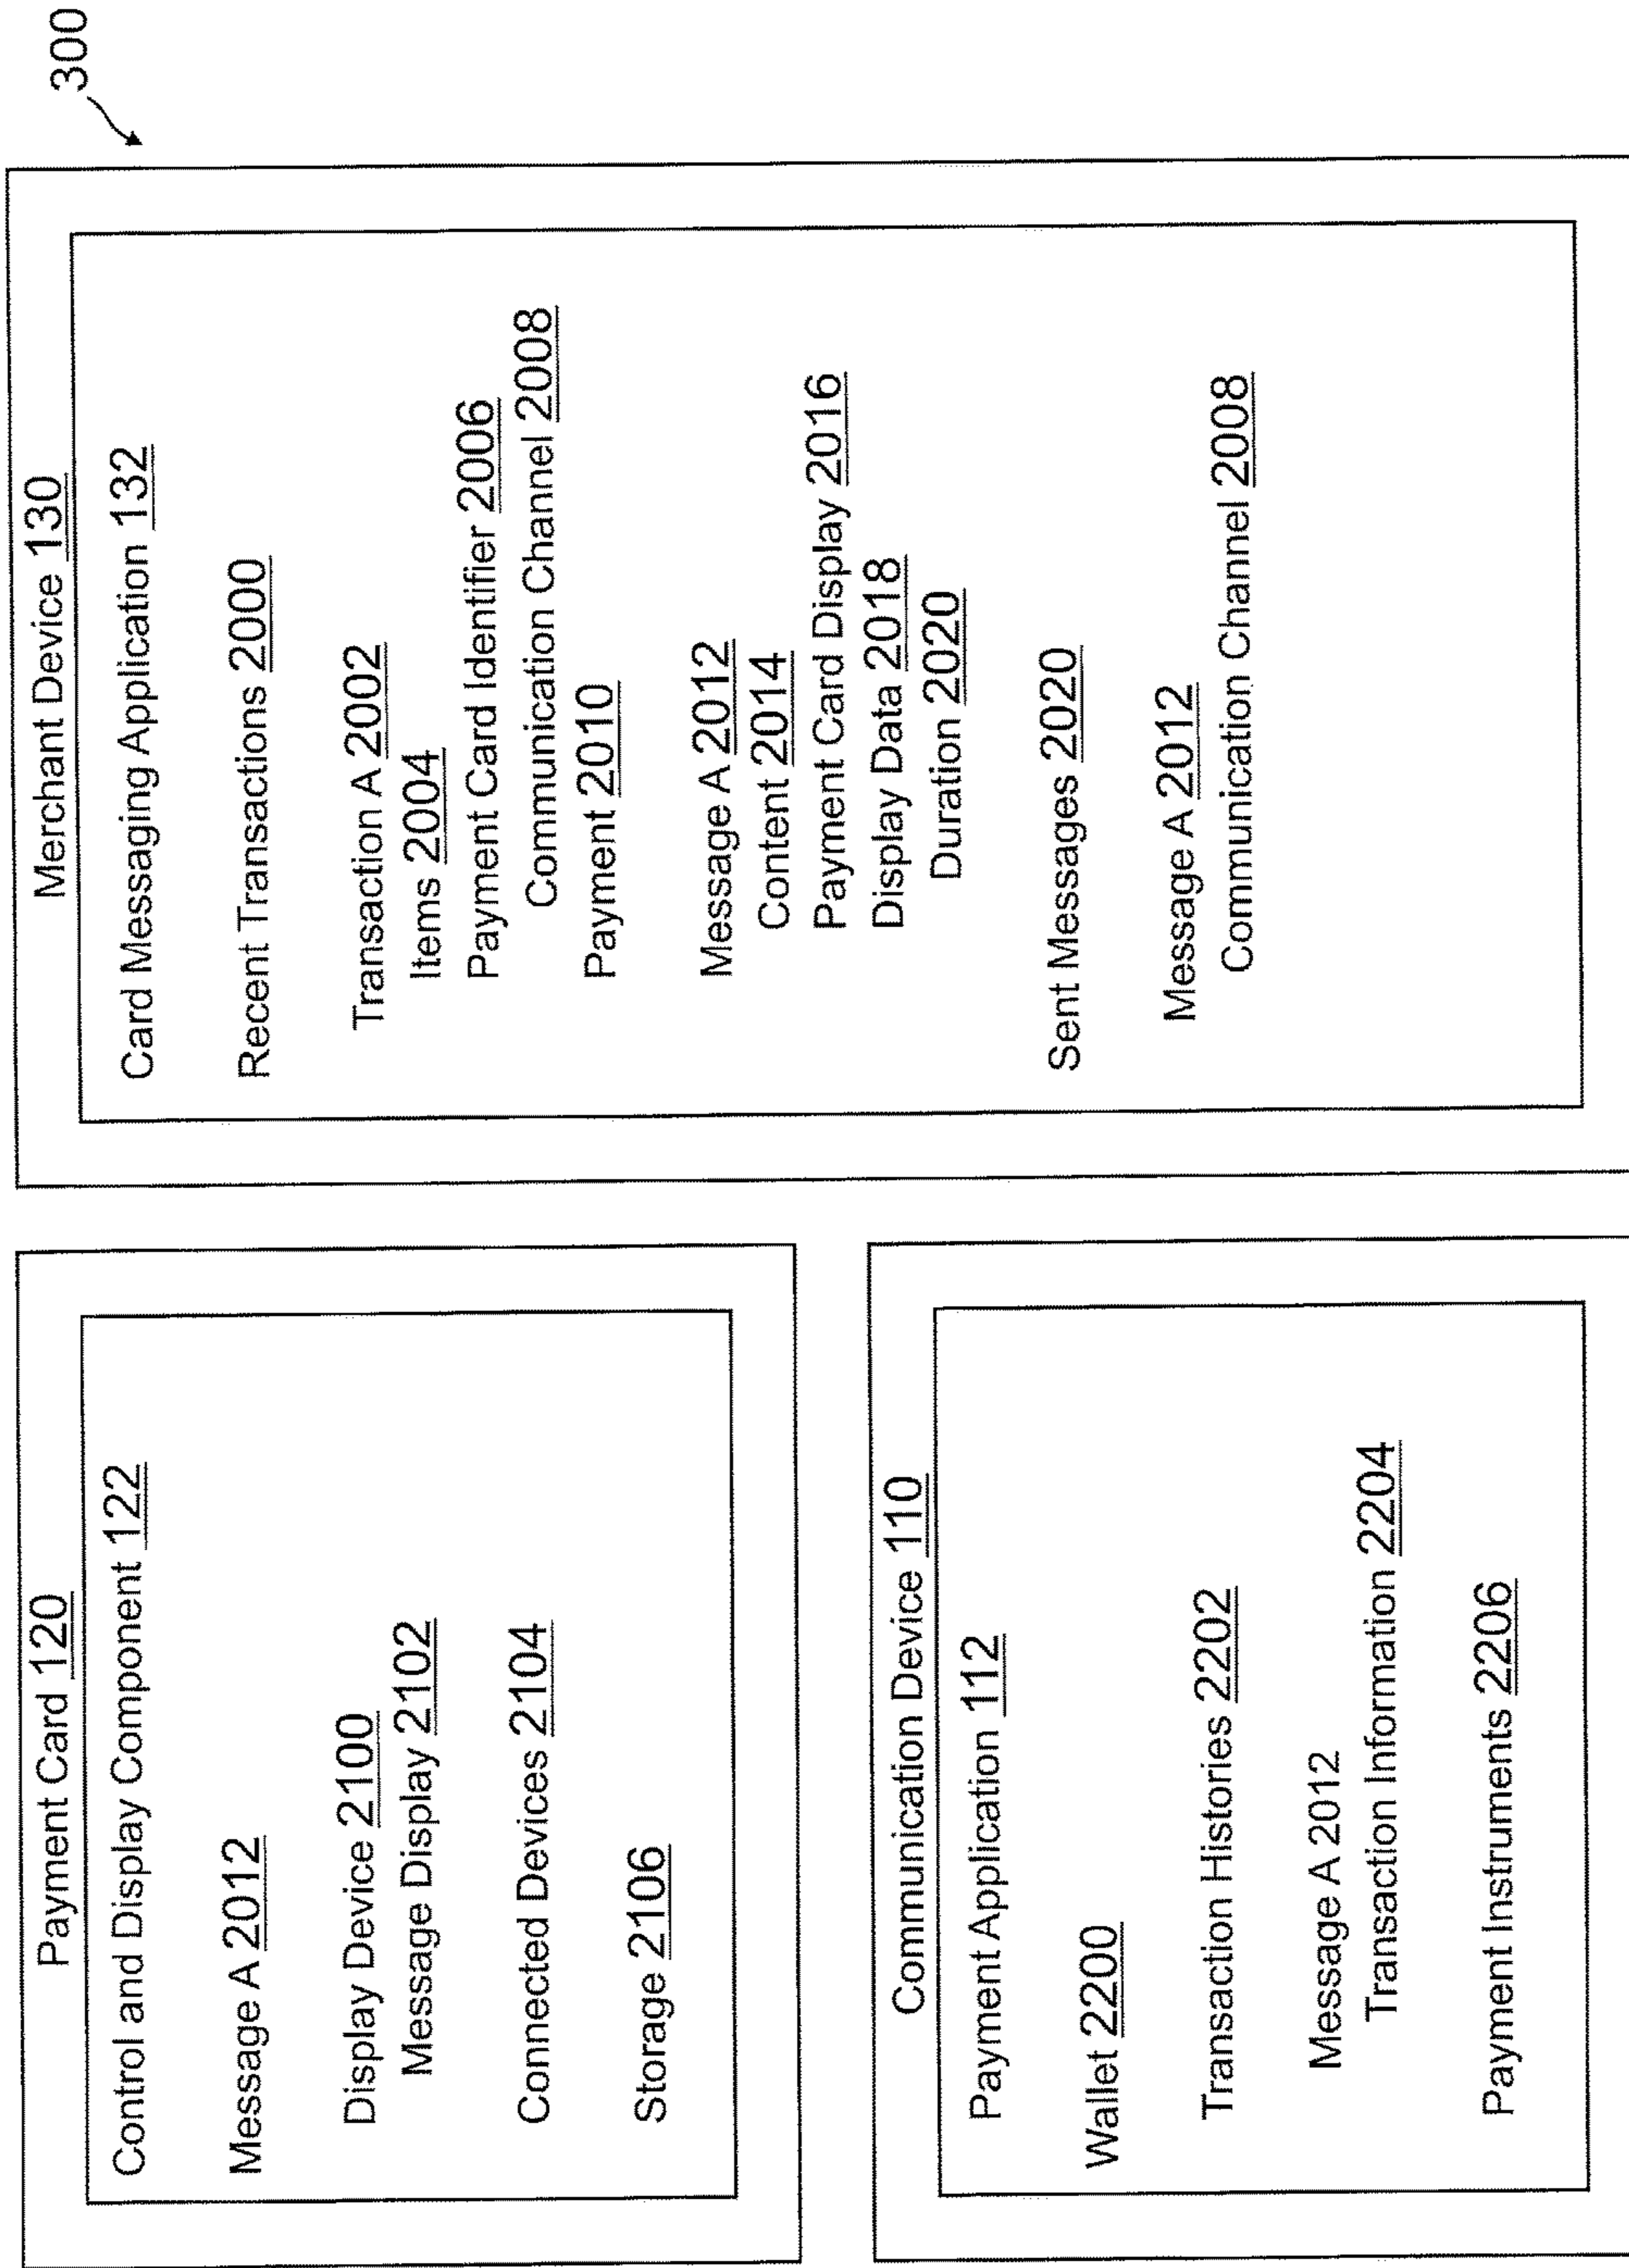 300
Payment Card 120
Control and Display Component 122
Message A 2012
Display Device 2100
Message Display 2102
Connected Devices 2104
Storage 2106
Communication Device 110
Payment Application 112
Wallet 2200
Transaction Histories 2202
Message A 2012
Transaction Information 2204
Payment Instruments 2206
Merchant Device 130
Card Messaging Application 132
Recent Transactions 2000
Transaction A 2002
Items 2004
Payment Card Identifier 2006
Communication Channel 2008
Payment 2010
Message A 2012
Content 2014
Payment Card Display 2016
Display Data 2018
Duration 2020
Sent Messages 2020
Message A 2012
Communication Channel 2008